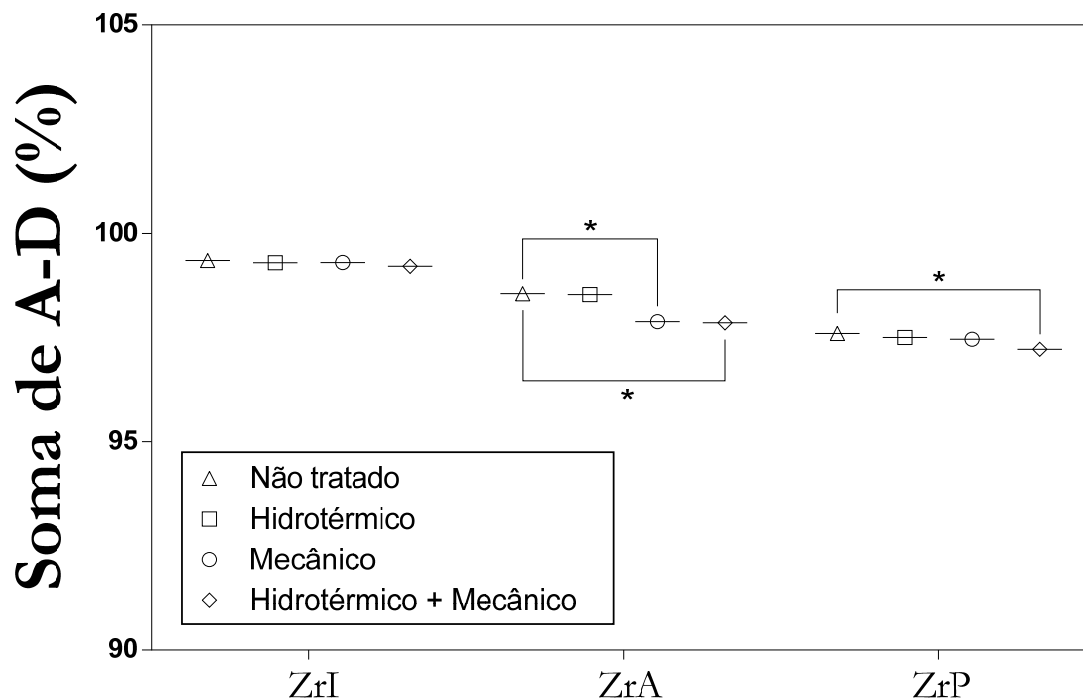 Soma de A-D (%)
105
100
95
90
*
*
*
Não tratado
Hidrotérmico
Mecânico
Hidrotérmico + Mecânico
ZrI
ZrA
ZrP